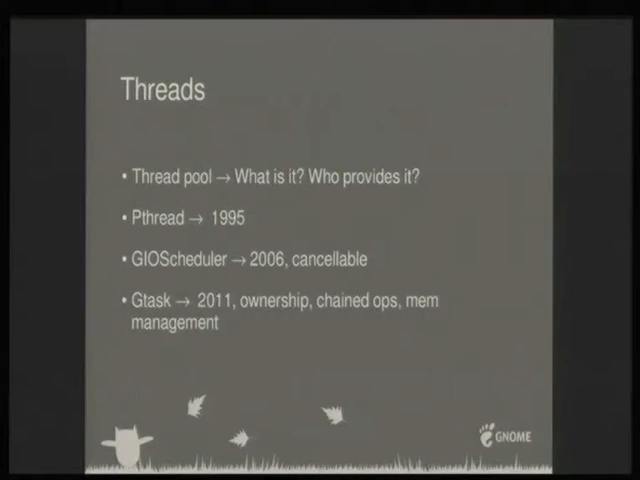 Threads
• Thread pool → What is it? Who provides it?
• Pthread → 1995
• GIOScheduler → 2006, cancellable
• Gtask → 2011, ownership, chained ops, mem
management
GNOME